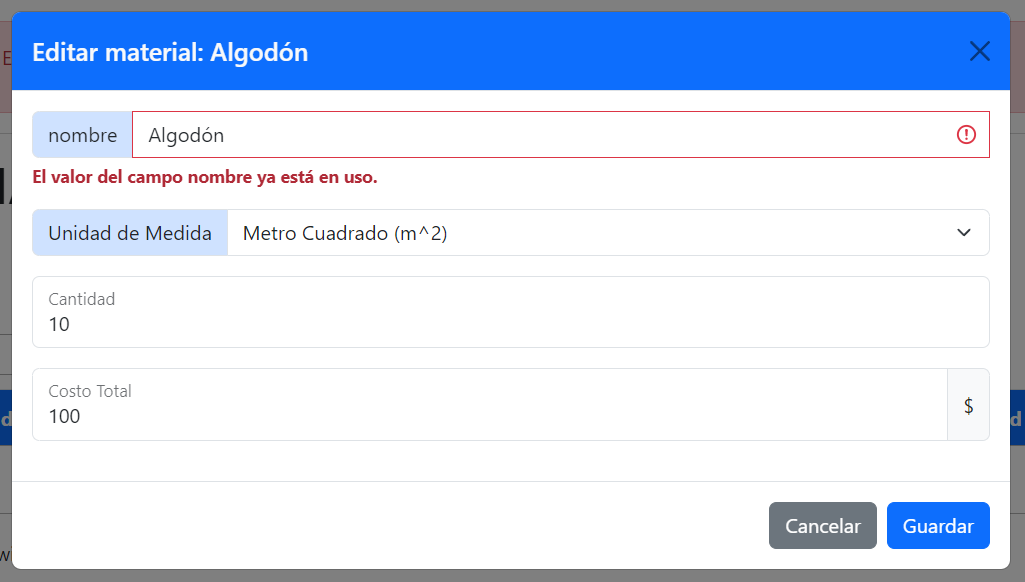 Editar material: Algodón
nombre
Algodón
El valor del campo nombre ya está en uso.
Unidad de Medida
Metro Cuadrado (m^2)
Cantidad
10
Costo Total
100
$
Cancelar
Guardar